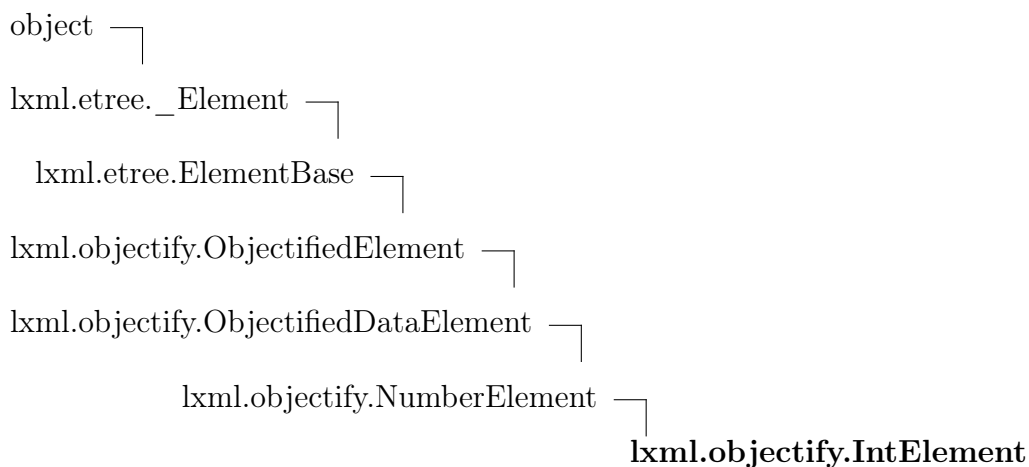 object
lxml.etree._Element
lxml.etree.ElementBase
lxml.objectify.ObjectifiedElement
lxml.objectify.ObjectifiedDataElement
lxml.objectify.NumberElement
lxml.objectify.IntElement